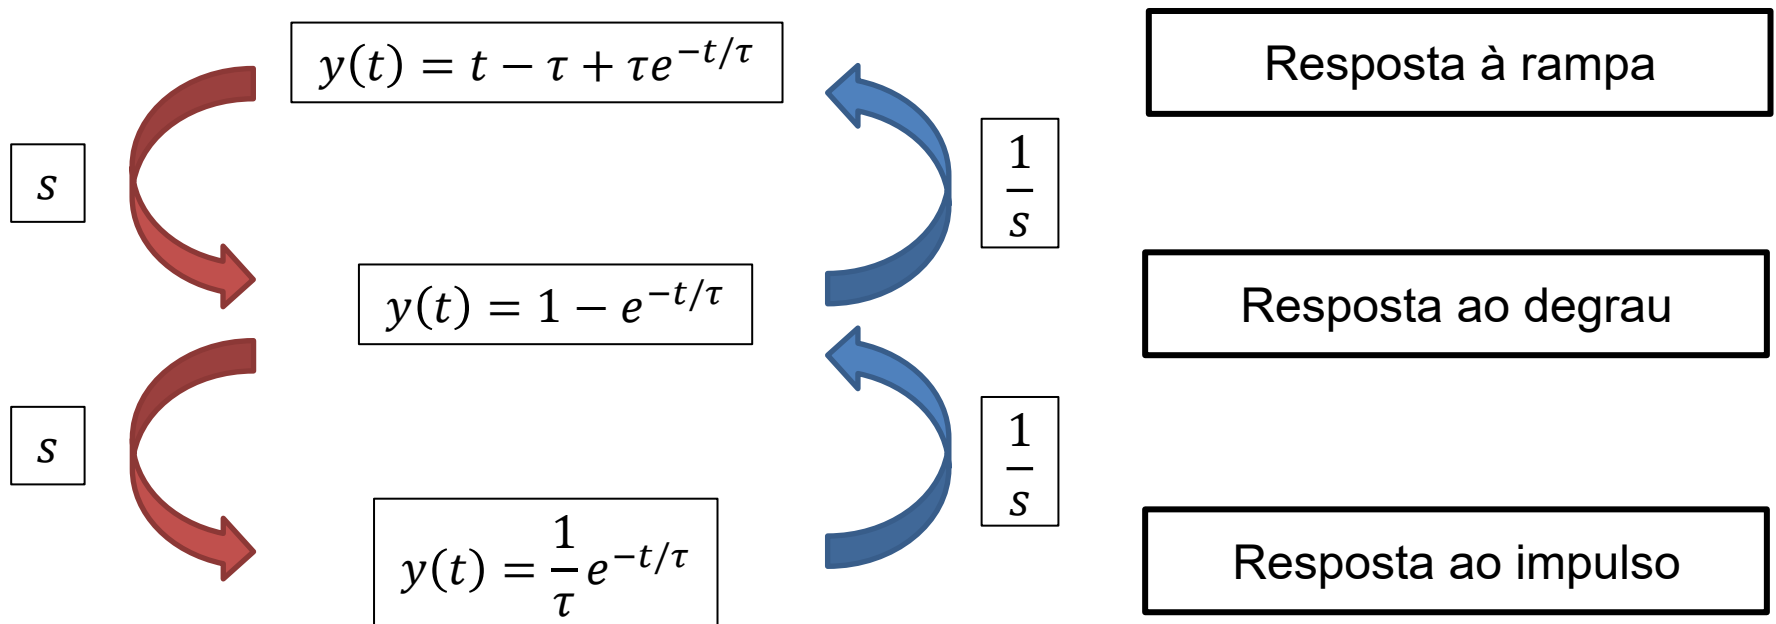 y(t) = t − τ + τe^{−t/τ}
Resposta à rampa
s
1/s
y(t) = 1 − e^{−t/τ}
Resposta ao degrau
s
1/s
y(t) = 1/τ e^{−t/τ}
Resposta ao impulso